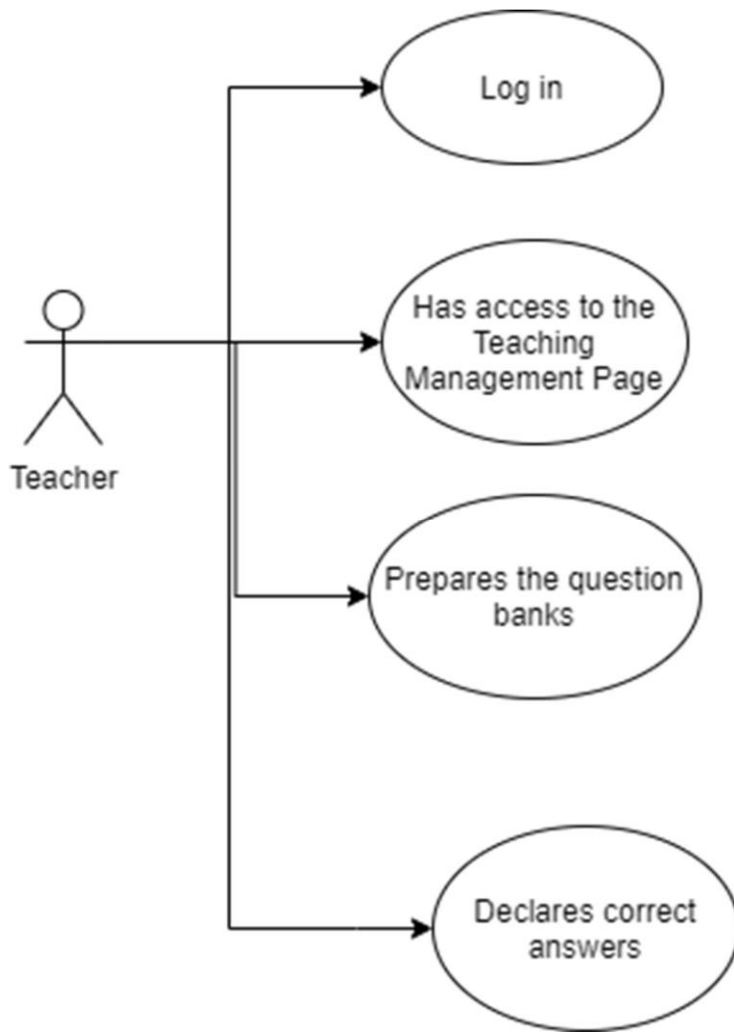 Log in
Has access to the
Teaching
Management Page
Teacher
Prepares the question
banks
Declares correct
answers